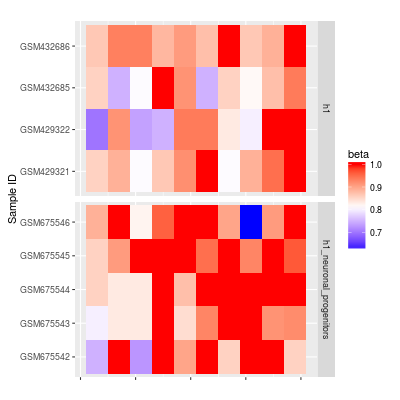 GSM432686
GSM432685
GSM429322
GSM429321
h1
GSM675546
GSM675545
GSM675544
GSM675543
GSM675542
h1_neuronal_progenitors
Sample ID
beta
1.0
0.9
0.8
0.7